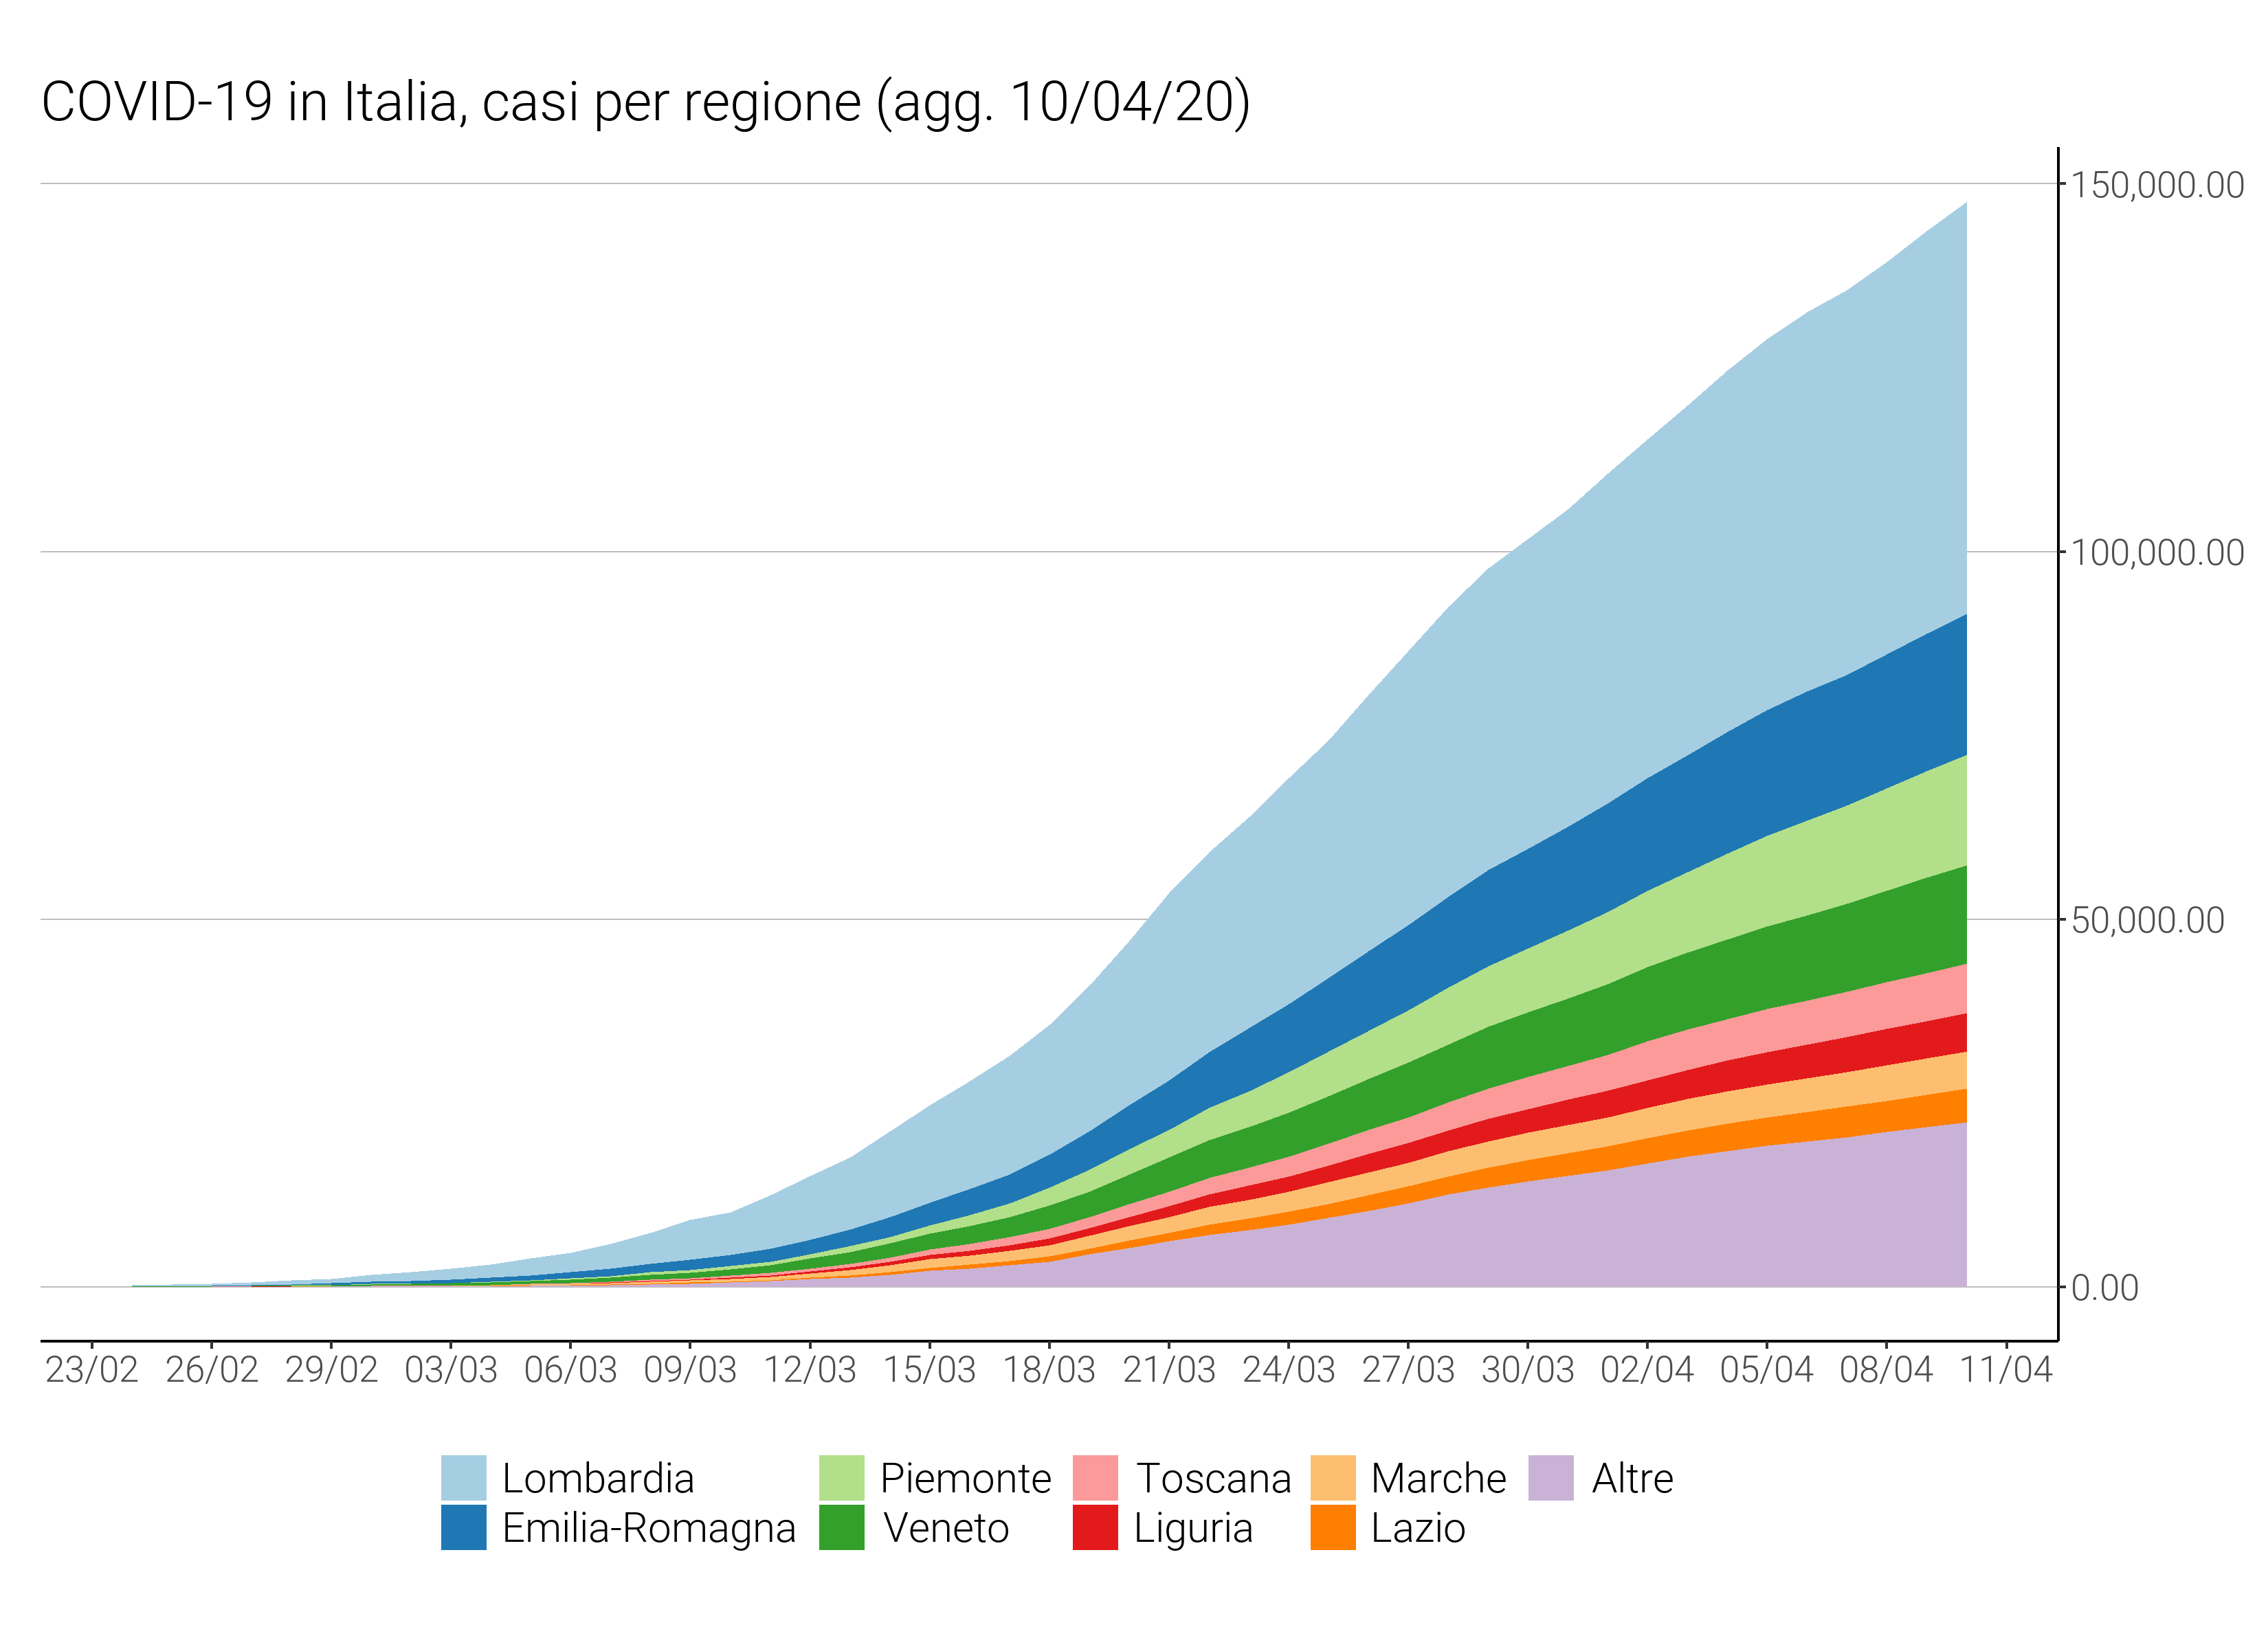 COVID-19 in Italia, casi per regione (agg. 10/04/20)
150,000.00
100,000.00
50,000.00
0.00
23/02 26/02 29/02 03/03 06/03 09/03 12/03 15/03 18/03 21/03 24/03 27/03 30/03 02/04 05/04 08/04 11/04
Lombardia Piemonte Toscana Marche Altre
Emilia-Romagna Veneto Liguria Lazio